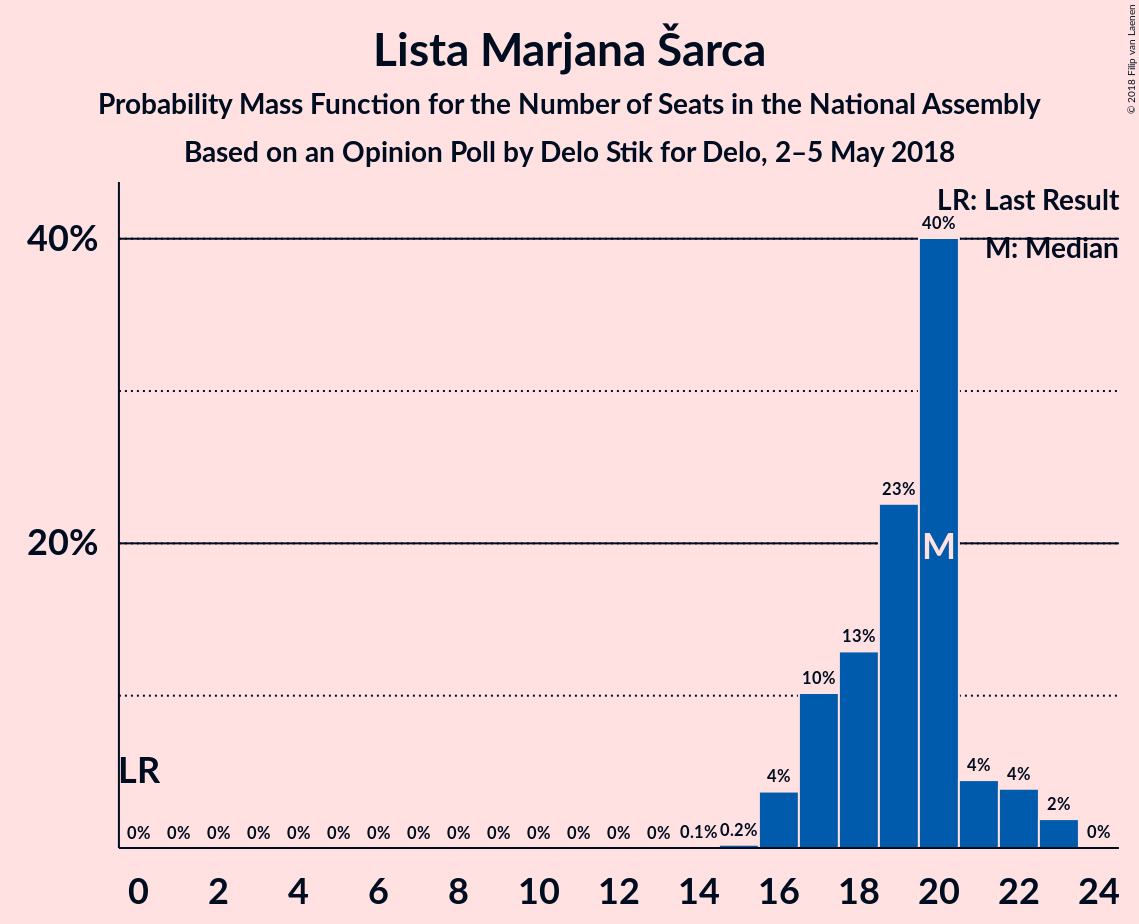 Lista Marjana Šarca
Probability Mass Function for the Number of Seats in the National Assembly
Based on an Opinion Poll by Delo Stik for Delo, 2–5 May 2018
© 2018 Filip van Laenen
LR: Last Result
M: Median
40%
20%
40%
23%
M
13%
10%
LR
4%
4%
4%
2%
0% 0% 0% 0% 0% 0% 0% 0% 0% 0% 0% 0% 0% 0% 0.1% 0.2% 0%
0 2 4 6 8 10 12 14 16 18 20 22 24